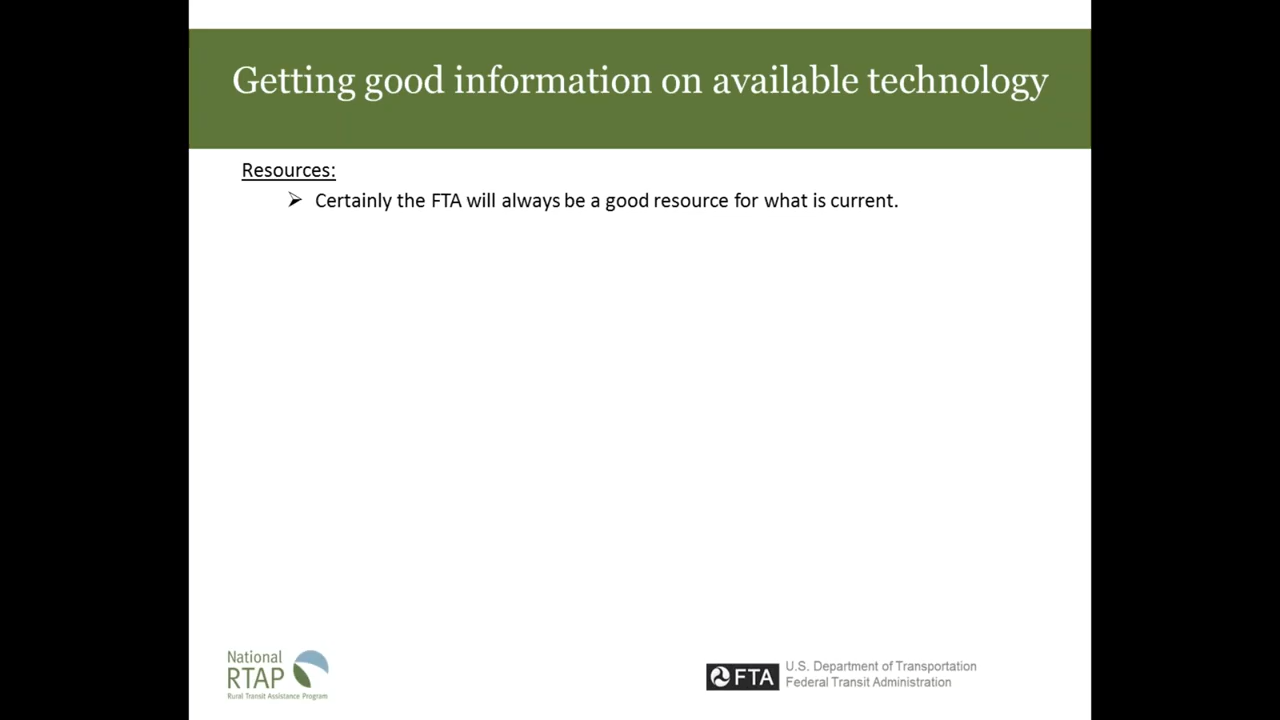 Getting good information on available technology
Resources:
➢ Certainly the FTA will always be a good resource for what is current.
National
RTAP
Rural Transit Assistance Program
FTA
U.S. Department of Transportation
Federal Transit Administration